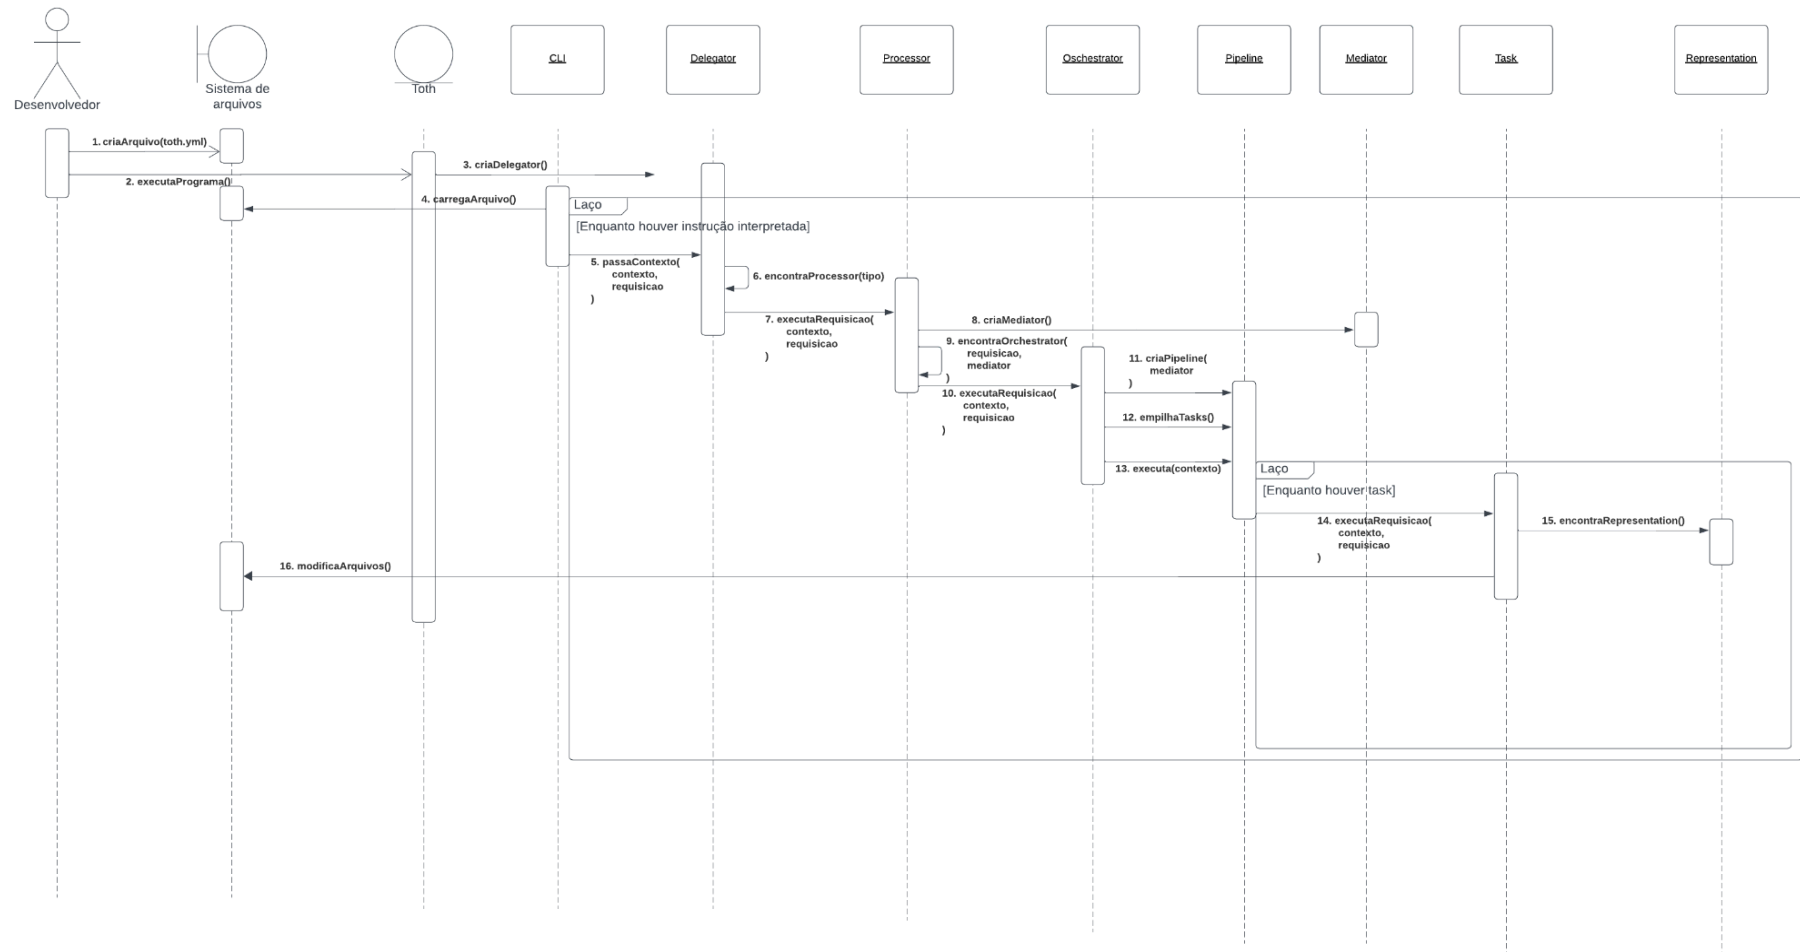 Desenvolvedor
Sistema de
arquivos
Toth
CLI
Delegator
Processor
Oschestrator
Pipeline
Mediator
Task
Representation
1. criaArquivo(toth.yml)
2. executaPrograma()
3. criaDelegator()
4. carregaArquivo()
Laço
[Enquanto houver instrução interpretada]
5. passaContexto(
contexto,
requisicao
)
6. encontraProcessor(tipo)
7. executaRequisicao(
contexto,
requisicao
)
8. criaMediator()
9. encontraOrchestrator(
requisicao,
mediator
)
10. executaRequisicao(
contexto,
requisicao
)
11. criaPipeline(
mediator
)
12. empilhaTasks()
13. executa(contexto)
Laço
[Enquanto houver task]
14. executaRequisicao(
contexto,
requisicao
)
15. encontraRepresentation()
16. modificaArquivos()